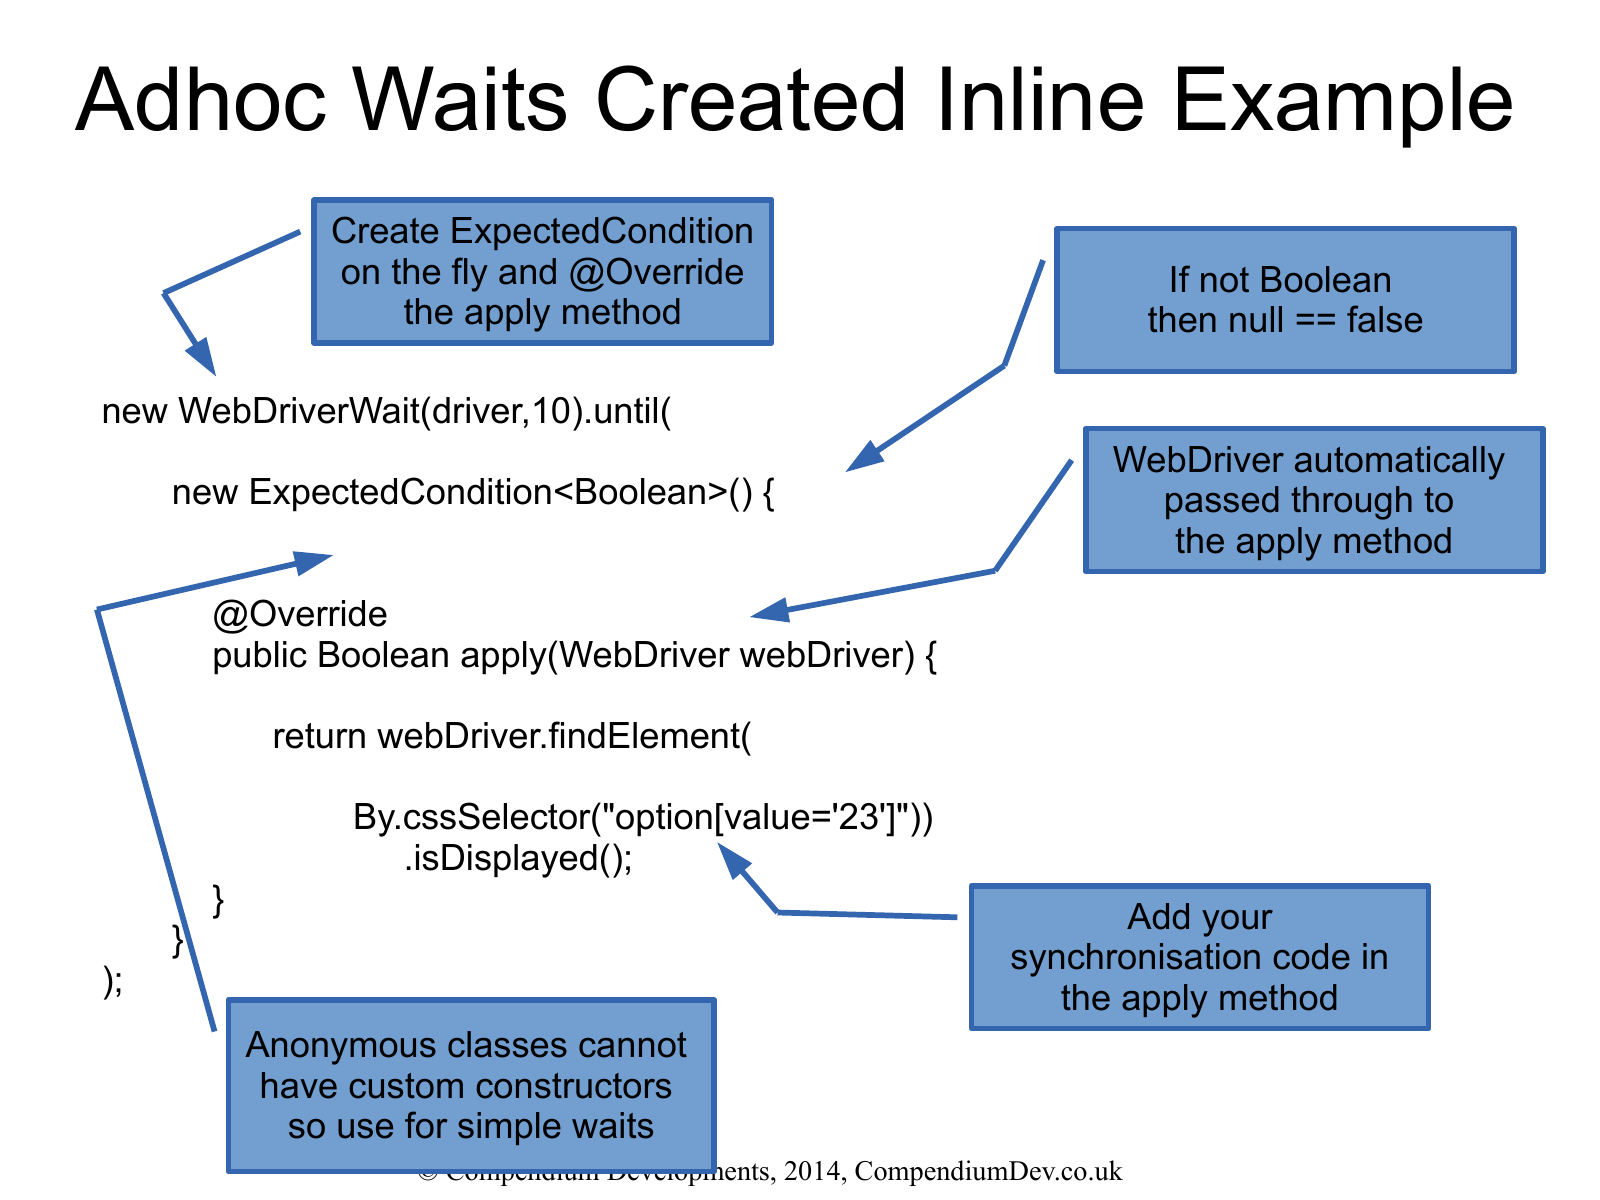 Adhoc Waits Created Inline Example
Create ExpectedCondition
on the fly and @Override
the apply method
If not Boolean
then null == false
new WebDriverWait(driver,10).until(
WebDriver automatically
passed through to
the apply method
new ExpectedCondition<Boolean>() {
@Override
public Boolean apply(WebDriver webDriver) {
return webDriver.findElement(
By.cssSelector("option[value='23']"))
.isDisplayed();
}
}
);
Add your
synchronisation code in
the apply method
Anonymous classes cannot
have custom constructors
so use for simple waits
© Compendium Developments, 2014, CompendiumDev.co.uk